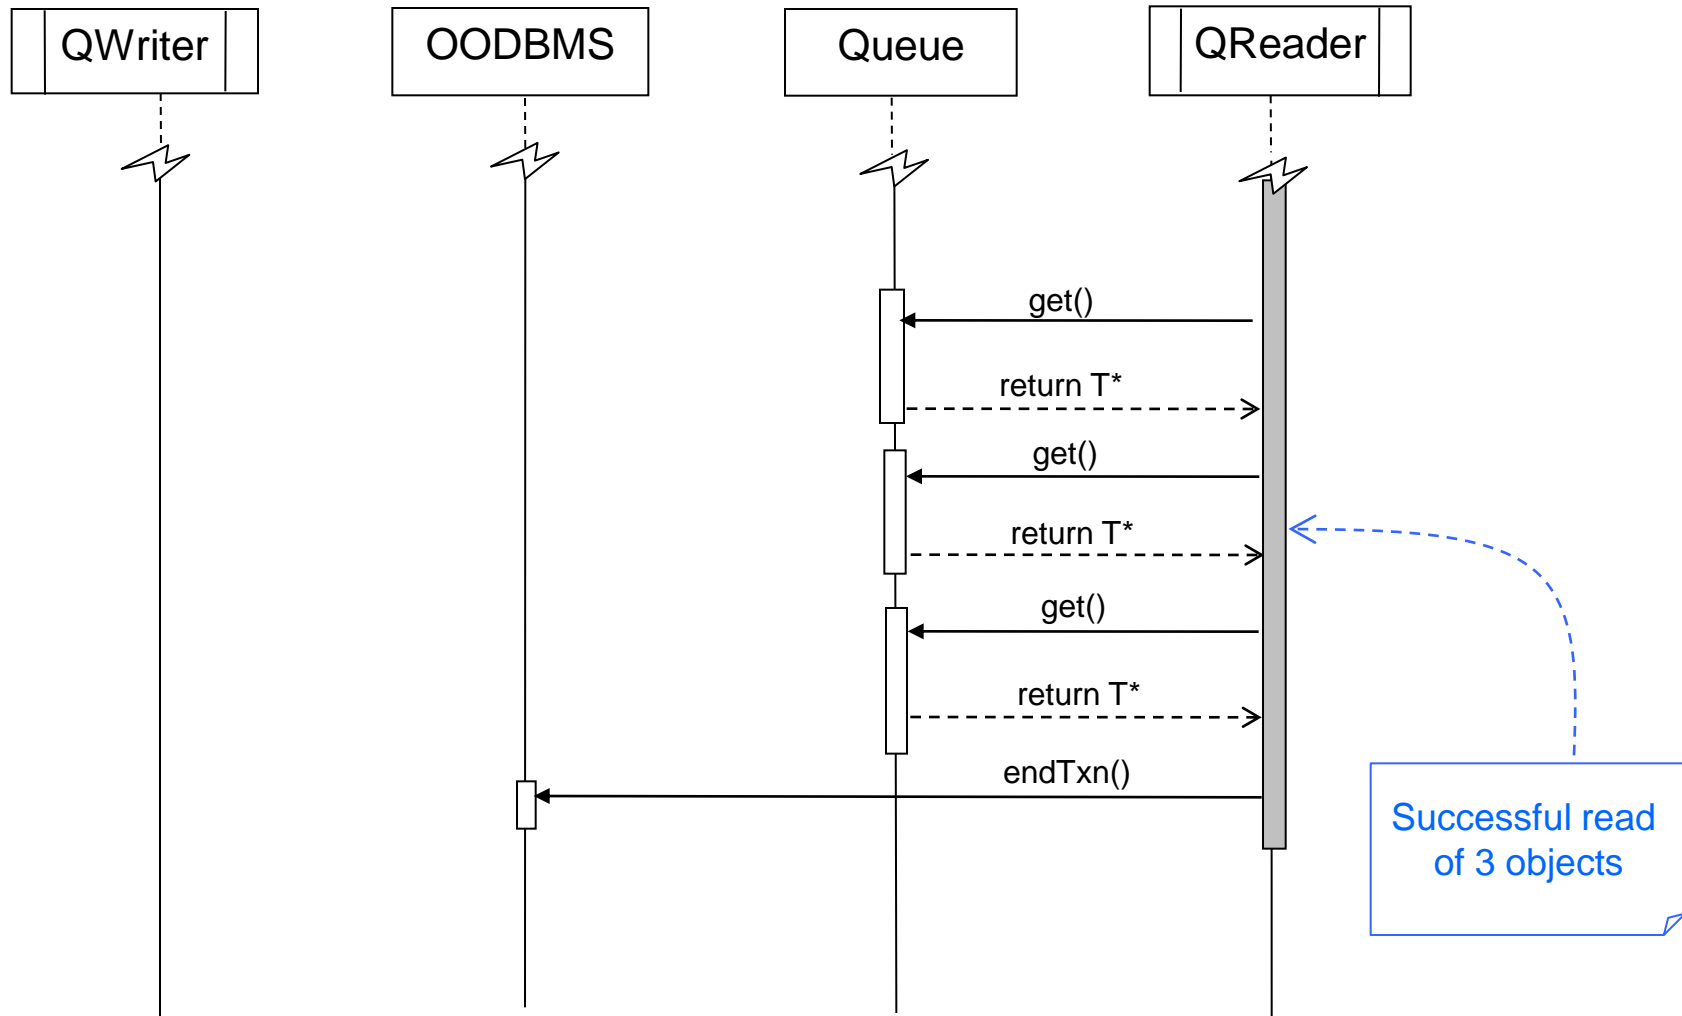 QWriter
OODBMS
Queue
QReader
get()
return T*
get()
return T*
get()
return T*
endTxn()
Successful read
of 3 objects